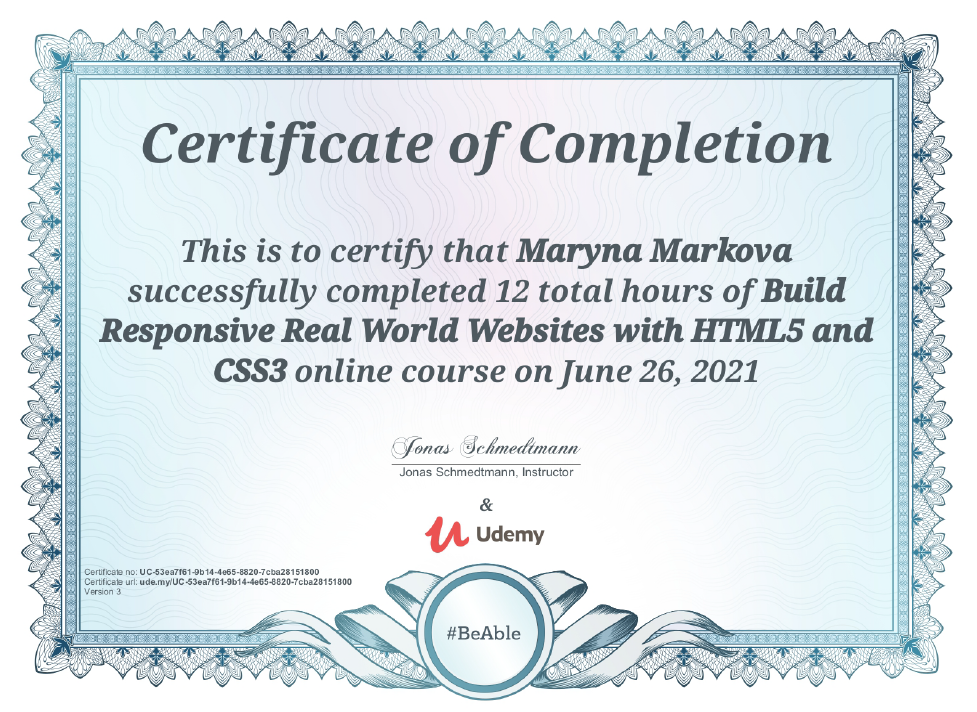 Certificate of Completion
This is to certify that Maryna Markova
successfully completed 12 total hours of Build
Responsive Real World Websites with HTML5 and
CSS3 online course on June 26, 2021
Jonas Schmedtmann
Jonas Schmedtmann, Instructor
&
Udemy
Certificate no: UC-53ea7f61-9b14-4e65-8820-7cba28151800
Certificate url: ude.my/UC-53ea7f61-9b14-4e65-8820-7cba28151800
Version 3
#BeAble